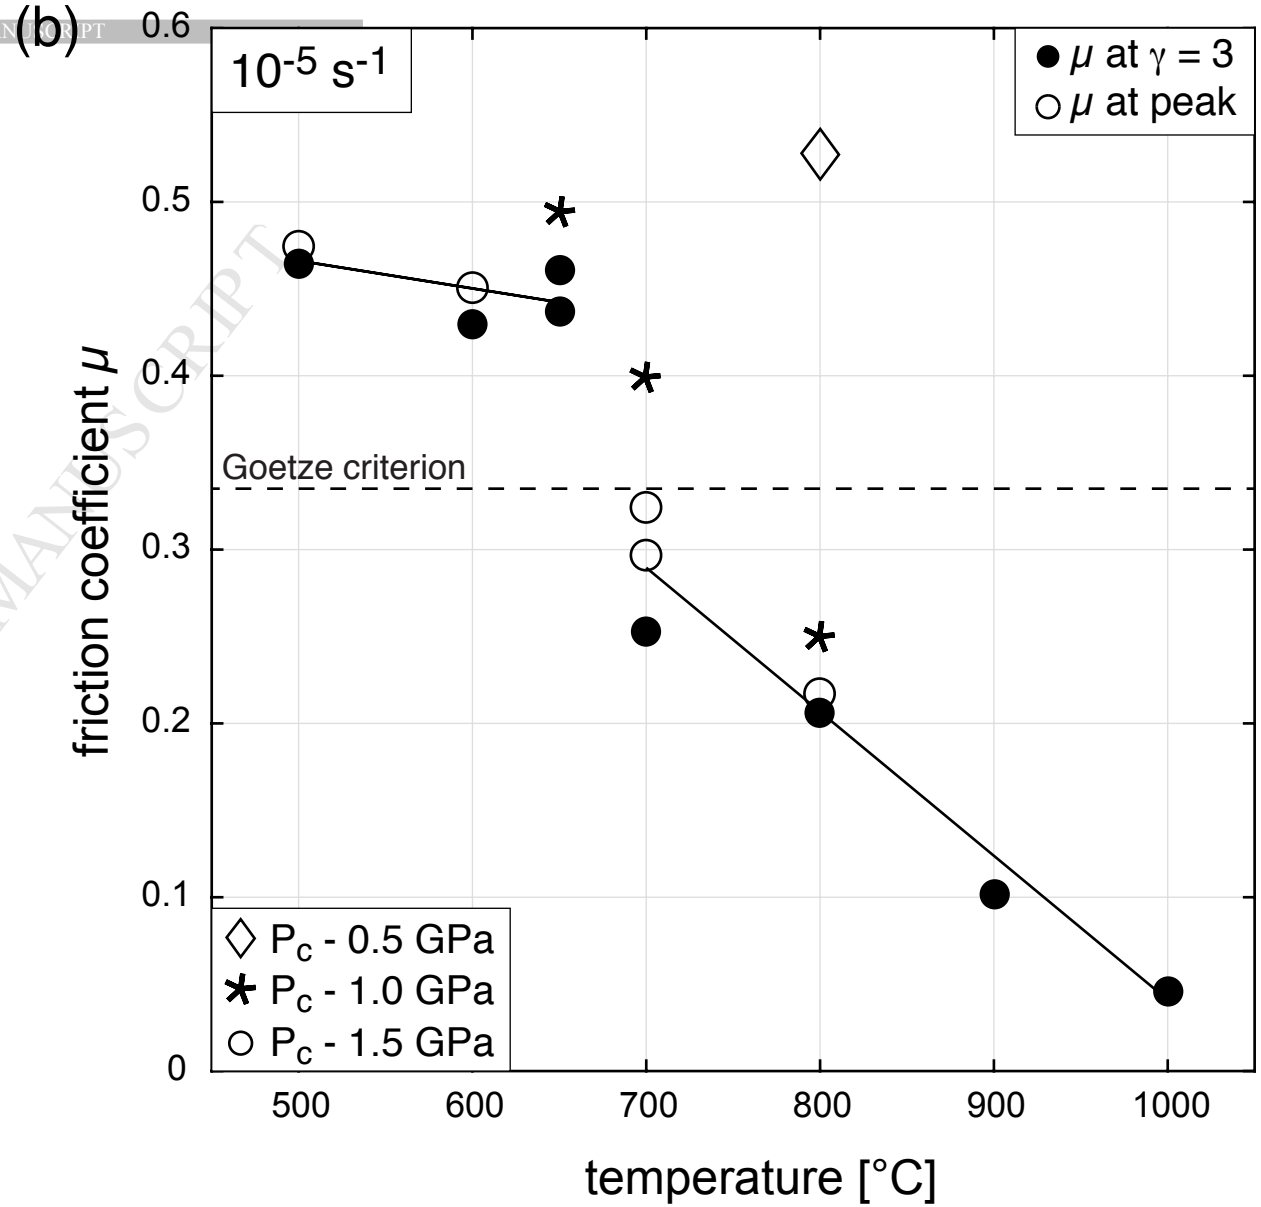 (b)
NUSCRIPT
MANUSCRIPT
10-5 s-1
μ at γ = 3
μ at peak
0.6
0.5
0.4
0.3
0.2
0.1
0
friction coefficient μ
Goetze criterion
Pc - 0.5 GPa
Pc - 1.0 GPa
Pc - 1.5 GPa
500 600 700 800 900 1000
temperature [°C]